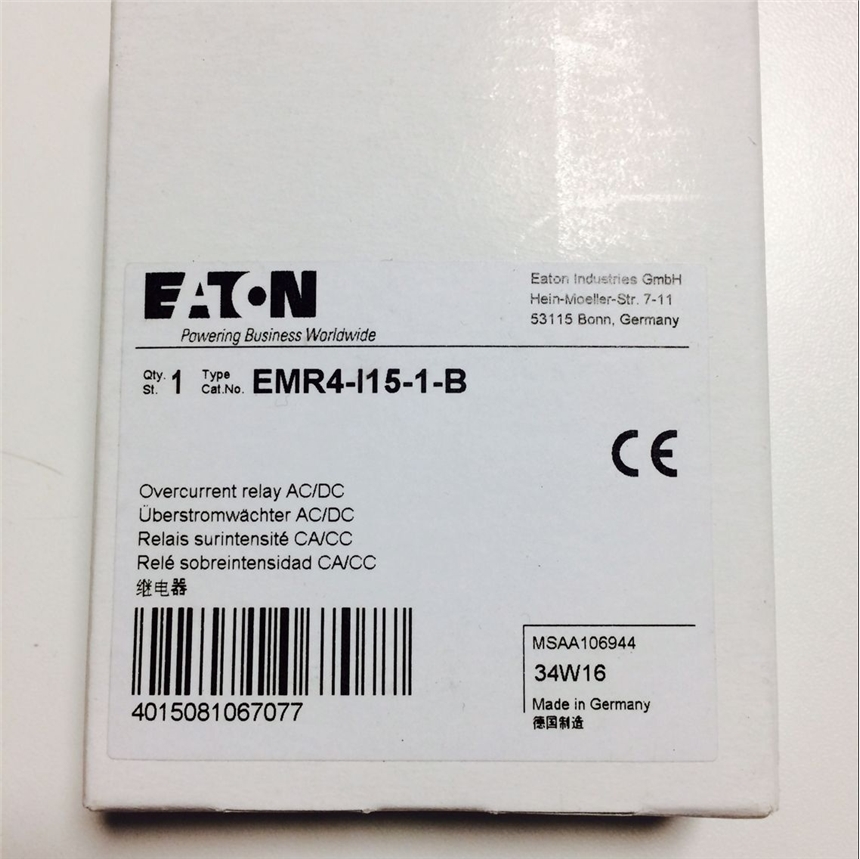 EATON
Powering Business Worldwide
Eaton Industries GmbH
Hein-Moeller-Str. 7-11
53115 Bonn, Germany
Qty. St. 1 Type Cat.No. EMR4-I15-1-B
CE
Overcurrent relay AC/DC
Überstromwächter AC/DC
Relais surintensité CA/CC
Relé sobreintensidad CA/CC
继电器
4015081067077
MSAA106944
34W16
Made in Germany
德国制造